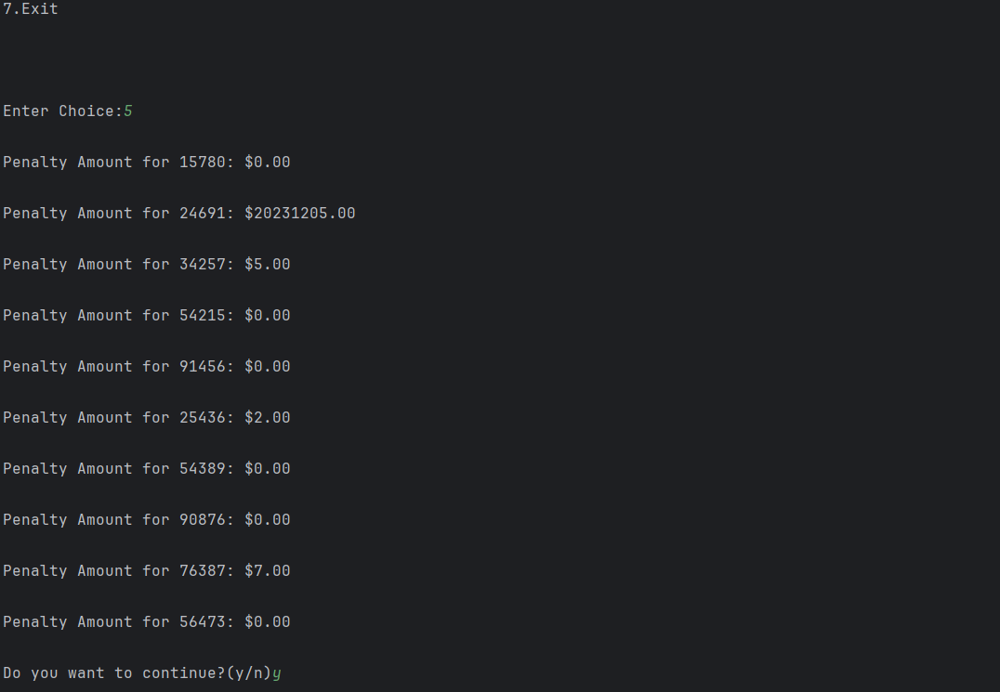 7.Exit
Enter Choice:5
Penalty Amount for 15780: $0.00
Penalty Amount for 24691: $20231205.00
Penalty Amount for 34257: $5.00
Penalty Amount for 54215: $0.00
Penalty Amount for 91456: $0.00
Penalty Amount for 25436: $2.00
Penalty Amount for 54389: $0.00
Penalty Amount for 90876: $0.00
Penalty Amount for 76387: $7.00
Penalty Amount for 56473: $0.00
Do you want to continue?(y/n)y